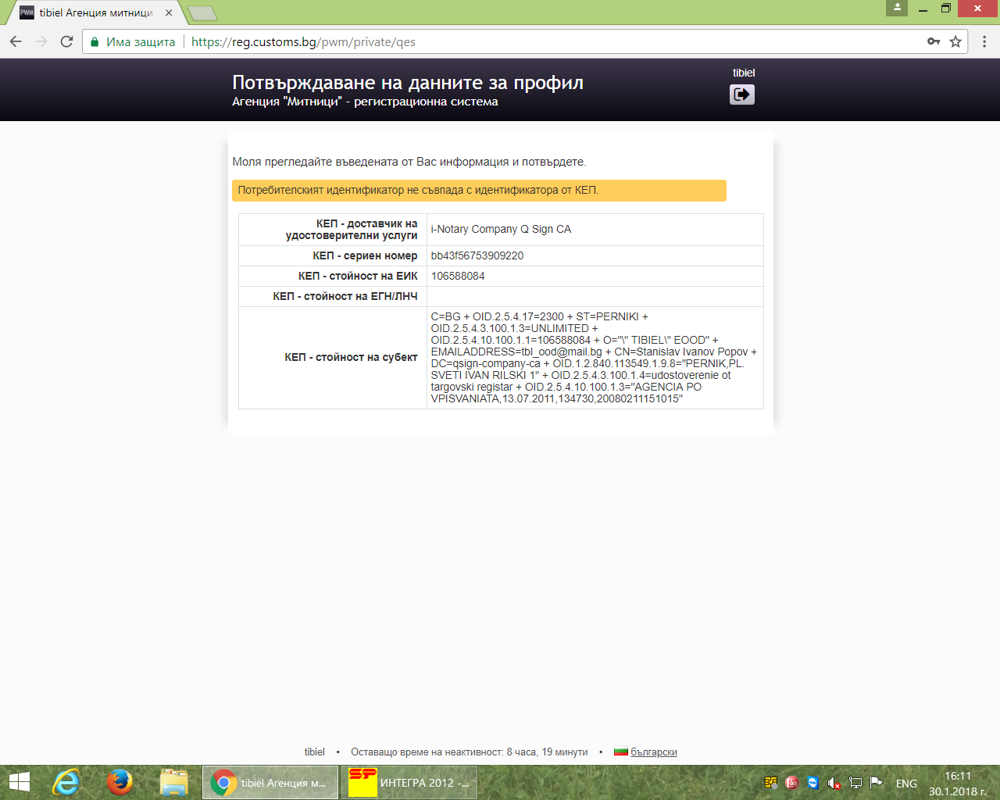 PWM tibiel Агенция митници
Има защита https://reg.customs.bg/pwm/private/qes
tibiel
Потвърждаване на данните за профил
Агенция "Митници" - регистрационна система
Моля прегледайте въведената от Вас информация и потвърдете.
Потребителският идентификатор не съвпада с идентификатора от КЕП.
КЕП - доставчик на
удостоверителни услуги
i-Notary Company Q Sign CA
КЕП - сериен номер
bb43f56753909220
КЕП - стойност на ЕИК
106588084
КЕП - стойност на ЕГН/ЛНЧ
КЕП - стойност на субект
C=BG + OID.2.5.4.17=2300 + ST=PERNIKI +
OID.2.5.4.3.100.1.3=UNLIMITED +
OID.2.5.4.10.100.1.1=106588084 + O="\" TIBIEL\" EOOD" +
EMAILADDRESS=tbl_ood@mail.bg + CN=Stanislav Ivanov Popov +
DC=qsign-company-ca + OID.1.2.840.113549.1.9.8="PERNIK,PL.
SVETI IVAN RILSKI 1" + OID.2.5.4.3.100.1.4=udostoverenie ot
targovski registar + OID.2.5.4.10.100.1.3="AGENCIA PO
VPISVANIATA,13.07.2011,134730,20080211151015"
tibiel • Оставащо време на неактивност: 8 часа, 19 минути • български
tibiel Агенция м...
SP ИНТЕГРА 2012 -...
ENG
16:11
30.1.2018 г.